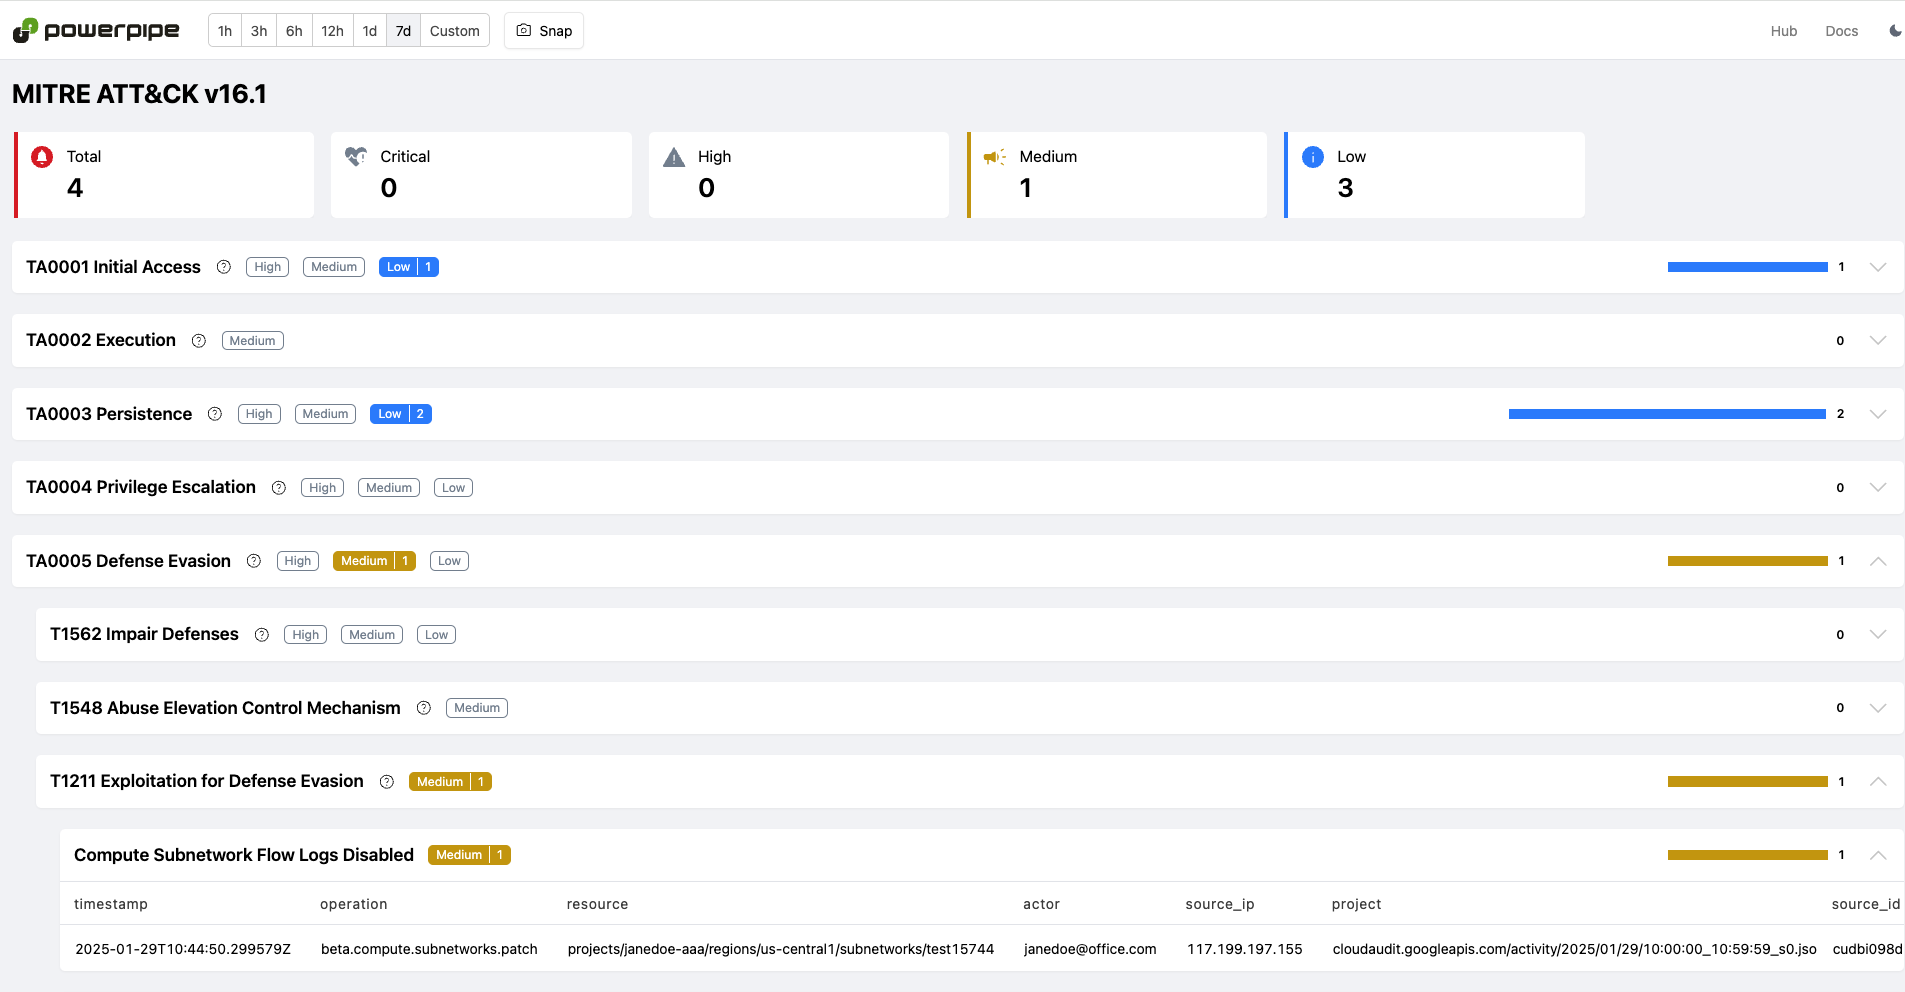 powerpipe 1h 3h 6h 12h 1d 7d Custom Snap Hub Docs
MITRE ATT&CK v16.1
Total Critical High Medium Low
4 0 0 1 3
TA0001 Initial Access High Medium Low 1 1
TA0002 Execution Medium 0
TA0003 Persistence High Medium Low 2 2
TA0004 Privilege Escalation High Medium Low 0
TA0005 Defense Evasion High Medium 1 Low 1
T1562 Impair Defenses High Medium Low 0
T1548 Abuse Elevation Control Mechanism Medium 0
T1211 Exploitation for Defense Evasion Medium 1 1
Compute Subnetwork Flow Logs Disabled Medium 1 1
timestamp operation resource actor source_ip project source_id
2025-01-29T10:44:50.299579Z beta.compute.subnetworks.patch projects/janedoe-aaa/regions/us-central1/subnetworks/test15744 janedoe@office.com 117.199.197.155 cloudaudit.googleapis.com/activity/2025/01/29/10:00:00_10:59:59_s0.jso cudbi098d